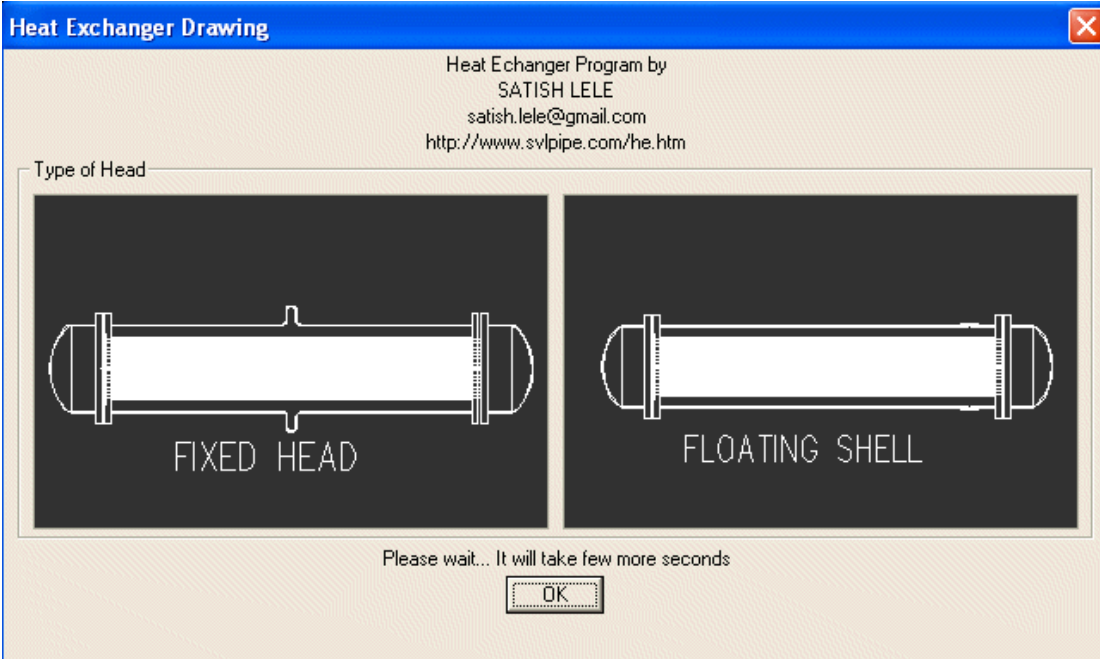 Heat Exchanger Drawing
Heat Echanger Program by
SATISH LELE
satish.lele@gmail.com
http://www.svlpipe.com/he.htm
Type of Head
FIXED HEAD
FLOATING SHELL
Please wait... It will take few more seconds
OK